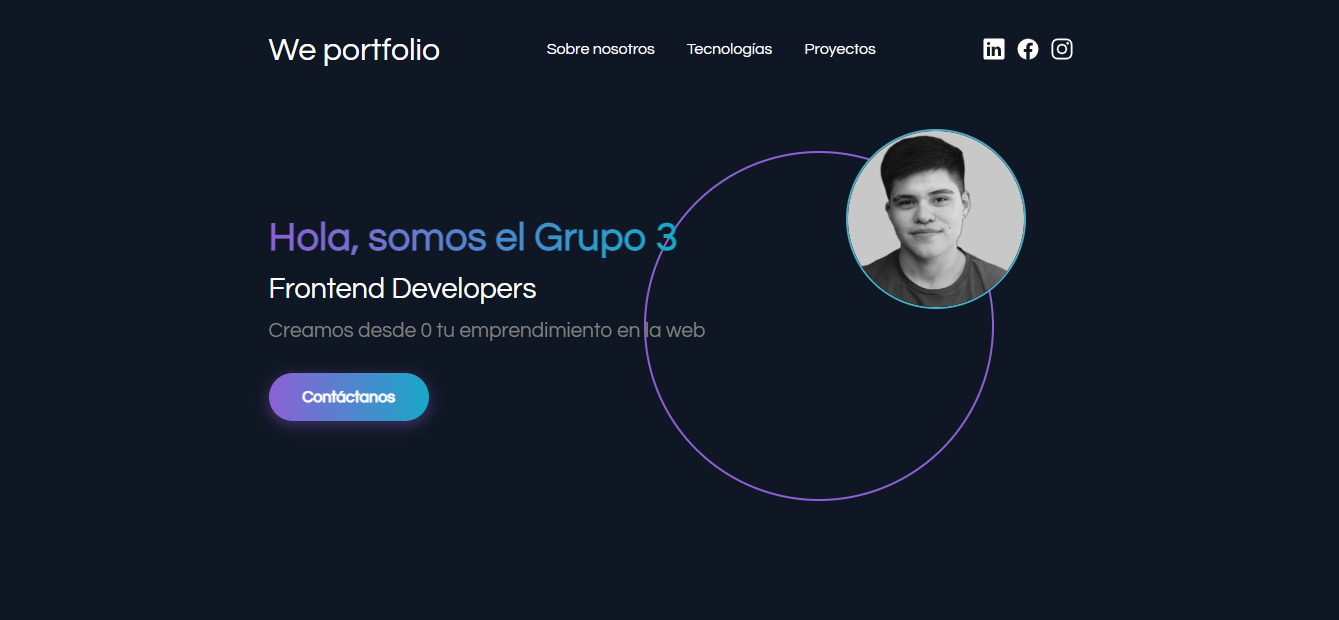 We portfolio
Sobre nosotros
Tecnologías
Proyectos
in
Hola, somos el Grupo 3
Frontend Developers
Creamos desde 0 tu emprendimiento en la web
Contáctanos